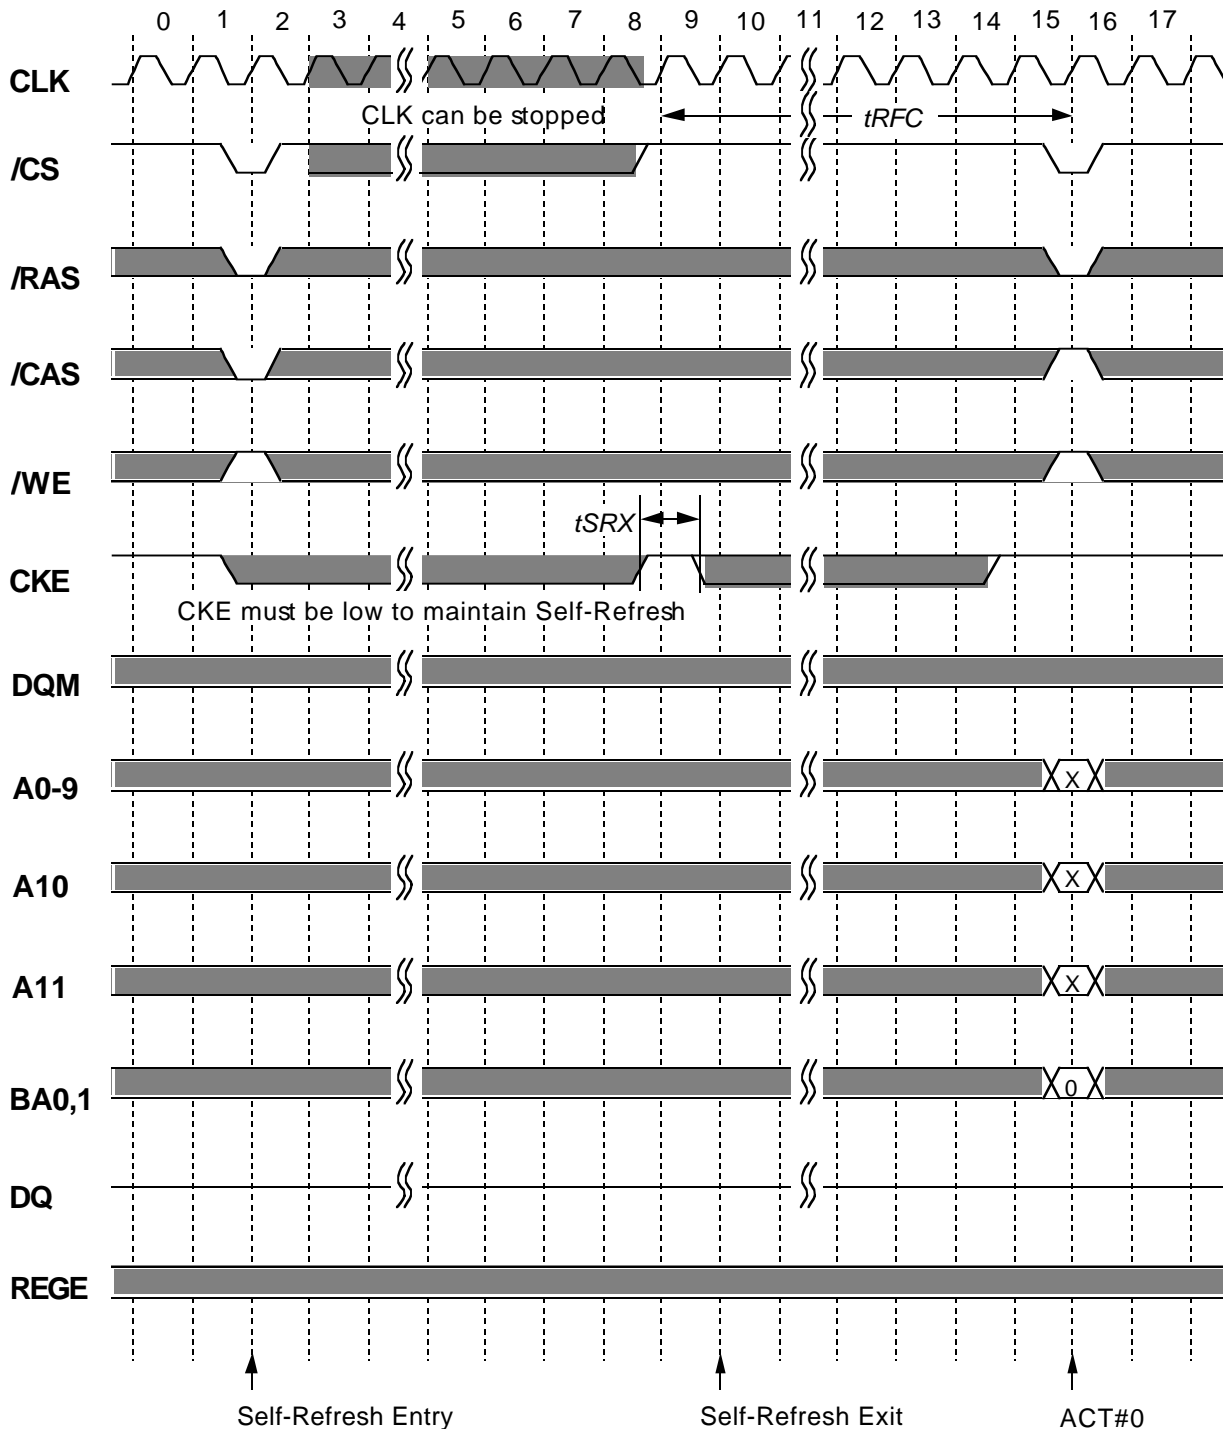 0 1 2 3 4 5 6 7 8 9 10 11 12 13 14 15 16 17
CLK
CLK can be stopped
tRFC
/CS
/RAS
/CAS
/WE
tSRX
CKE
CKE must be low to maintain Self-Refresh
DQM
A0-9
X
A10
X
A11
X
BA0,1
0
DQ
REGE
Self-Refresh Entry
Self-Refresh Exit
ACT#0